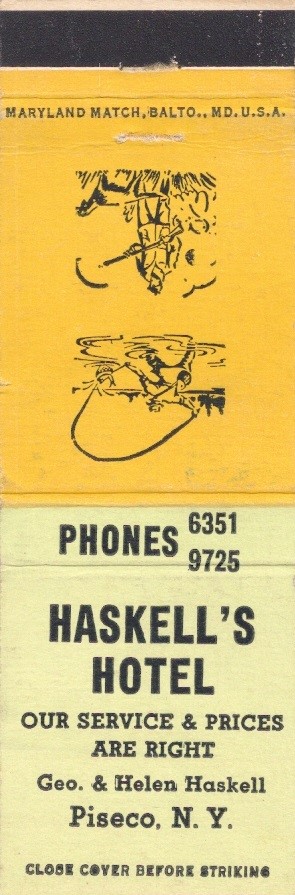 MARYLAND MATCH, BALTO., MD. U.S.A.
PHONES 6351
9725
HASKELL'S
HOTEL
OUR SERVICE & PRICES
ARE RIGHT
Geo. & Helen Haskell
Piseco, N. Y.
CLOSE COVER BEFORE STRIKING